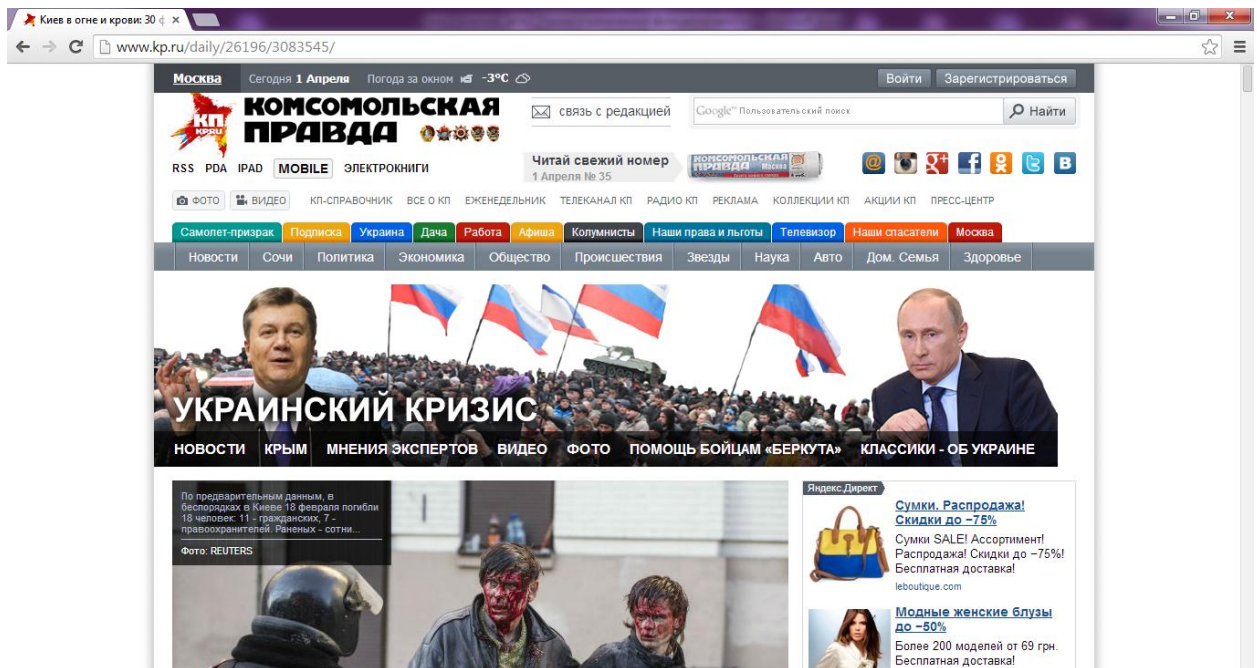 Киев в огне и крови: 30 ф
www.kp.ru/daily/26196/3083545/
Москва Сегодня 1 Апреля Погода за окном -3°C Войти Зарегистрироваться
КП
KP.RU
КОМСОМОЛЬСКАЯ
ПРАВДА
связь с редакцией
Google™ Пользовательский поиск Найти
RSS PDA IPAD MOBILE ЭЛЕКТРОКНИГИ
Читай свежий номер
1 Апреля № 35
КОМСОМОЛЬСКАЯ
ПРАВДА Москва
ФОТО ВИДЕО КП-СПРАВОЧНИК ВСЕ О КП ЕЖЕНЕДЕЛЬНИК ТЕЛЕКАНАЛ КП РАДИО КП РЕКЛАМА КОЛЛЕКЦИИ КП АКЦИИ КП ПРЕСС-ЦЕНТР
Самолет-призрак Подписка Украина Дача Работа Афиша Колумнисты Наши права и льготы Телевизор Наши спасатели Москва
Новости Сочи Политика Экономика Общество Происшествия Звезды Наука Авто Дом. Семья Здоровье
УКРАИНСКИЙ КРИЗИС
НОВОСТИ КРЫМ МНЕНИЯ ЭКСПЕРТОВ ВИДЕО ФОТО ПОМОЩЬ БОЙЦАМ «БЕРКУТА» КЛАССИКИ - ОБ УКРАИНЕ
По предварительным данным, в
беспорядках в Киеве 18 февраля погибли
18 человек: 11 - гражданских, 7 -
правоохранителей. Раненых - сотни...
Фото: REUTERS
Яндекс.Директ
Сумки. Распродажа!
Скидки до −75%
Сумки SALE! Ассортимент!
Распродажа! Скидки до −75%!
Бесплатная доставка!
leboutique.com
Модные женские блузы
до −50%
Более 200 моделей от 69 грн.
Бесплатная доставка!